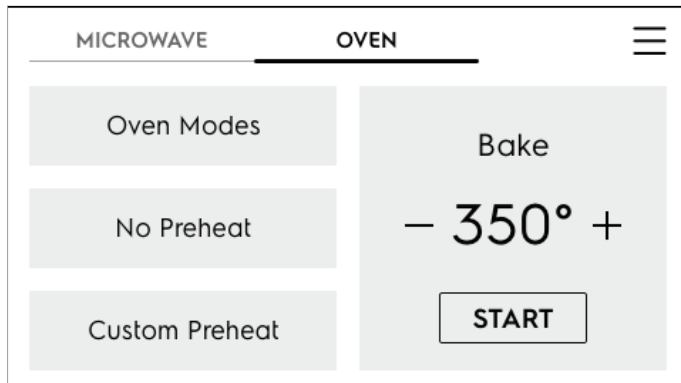 MICROWAVE OVEN
Oven Modes
No Preheat
Custom Preheat
Bake
− 350° +
START